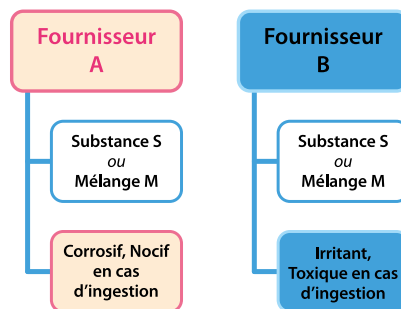 Fournisseur
A
Substance S
ou
Mélange M
Corrosif, Nocif
en cas
d'ingestion
Fournisseur
B
Substance S
ou
Mélange M
Irritant,
Toxique en cas
d'ingestion